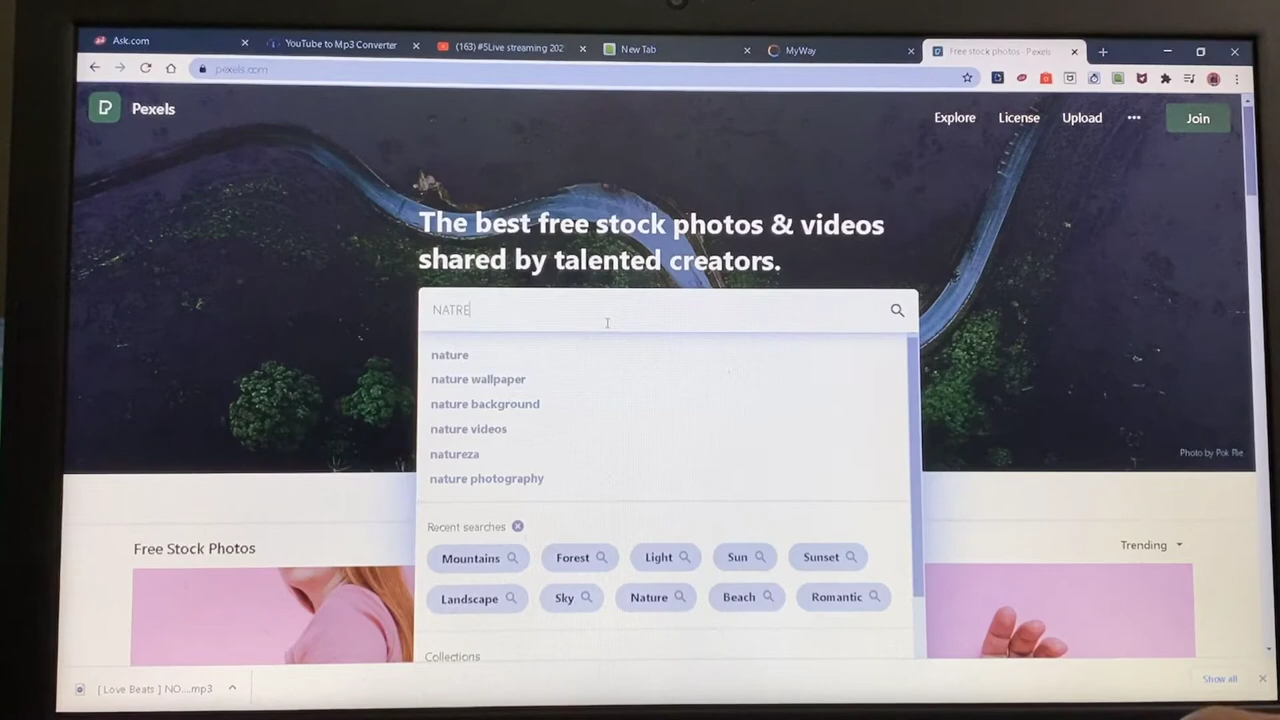 Ask.com
YouTube to Mp3 Converter
(163) #5Live streaming 202
New Tab
MyWay
Free stock photos · Pexels
pexels.com
Pexels
Explore
License
Upload
Join
The best free stock photos & videos
shared by talented creators.
NATRE
nature
nature wallpaper
nature background
nature videos
natureza
nature photography
Photo by Pok Rie
Recent searches
Free Stock Photos
Trending
Mountains
Forest
Light
Sun
Sunset
Landscape
Sky
Nature
Beach
Romantic
Collections
[ Love Beats ] NO....mp3
Show all